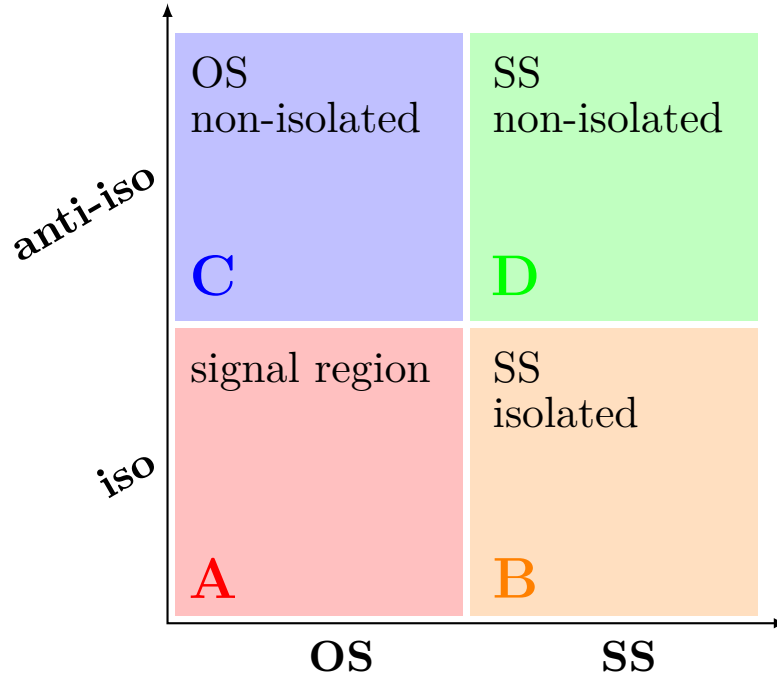 OS
non-isolated
C
SS
non-isolated
D
anti-iso
signal region
A
SS
isolated
B
iso
OS
SS